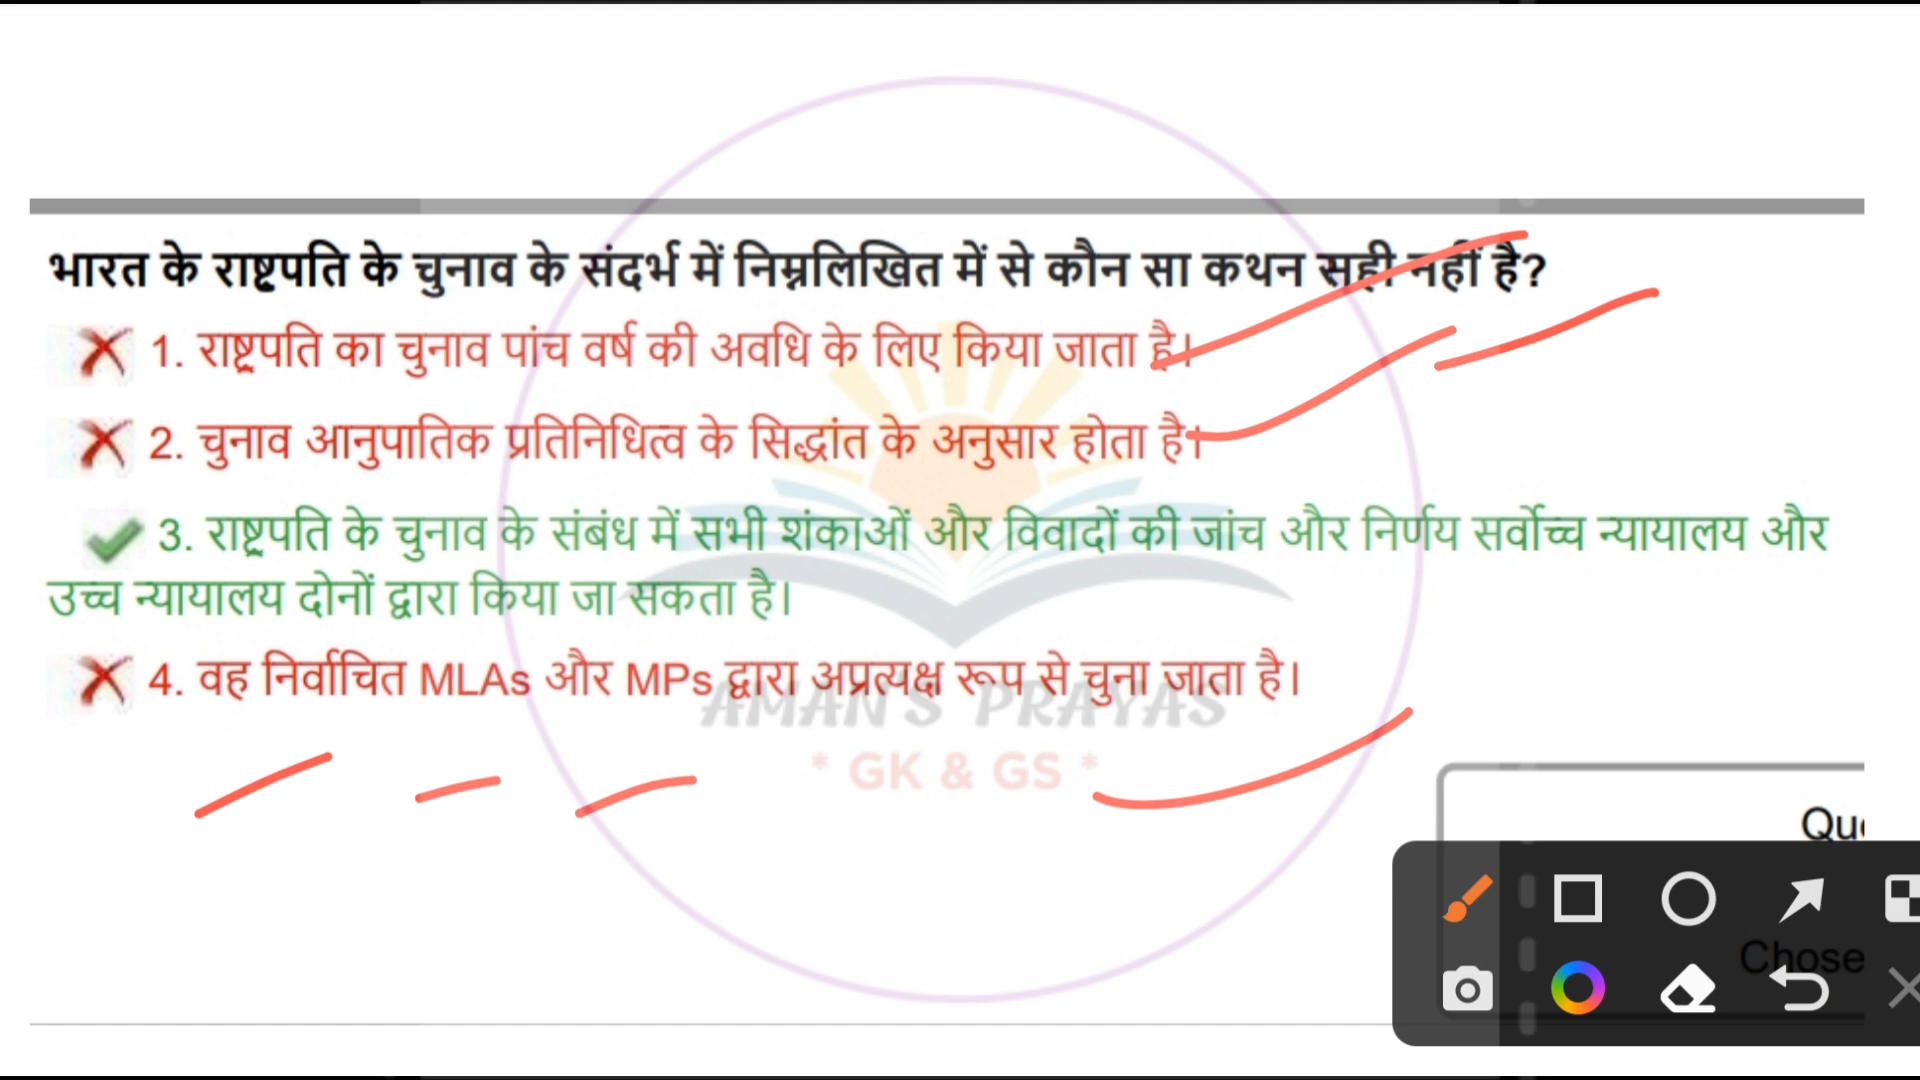 भारत के राष्ट्रपति के चुनाव के संदर्भ में निम्नलिखित में से कौन सा कथन सही नहीं है?
1. राष्ट्रपति का चुनाव पांच वर्ष की अवधि के लिए किया जाता है।
2. चुनाव आनुपातिक प्रतिनिधित्व के सिद्धांत के अनुसार होता है।
3. राष्ट्रपति के चुनाव के संबंध में सभी शंकाओं और विवादों की जांच और निर्णय सर्वोच्च न्यायालय और
उच्च न्यायालय दोनों द्वारा किया जा सकता है।
4. वह निर्वाचित MLAs और MPs द्वारा अप्रत्यक्ष रूप से चुना जाता है।
AMAN'S PRAYAS
* GK & GS *
Chose